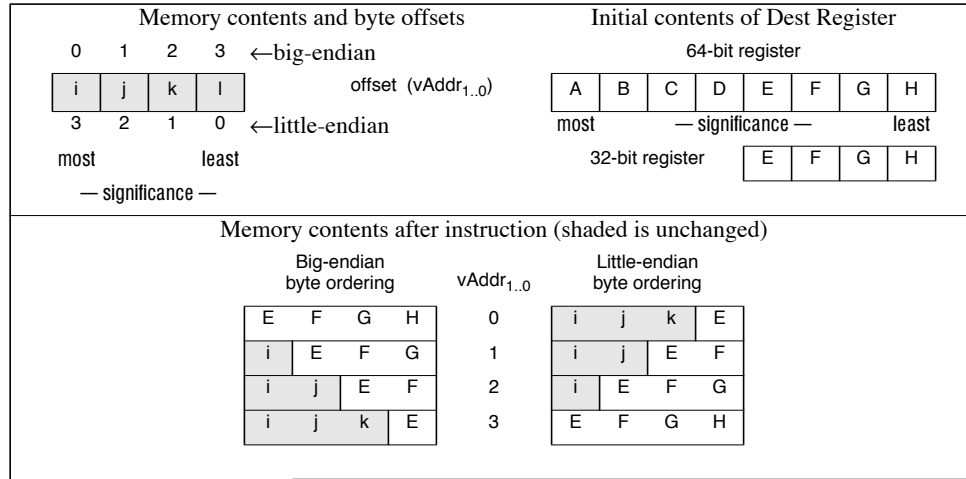 Memory contents and byte offsets
0 1 2 3 ←big-endian
i j k l offset (vAddr1..0)
3 2 1 0 ←little-endian
most least
— significance —
Initial contents of Dest Register
64-bit register
A B C D E F G H
most — significance — least
32-bit register E F G H
Memory contents after instruction (shaded is unchanged)
Big-endian
byte ordering
vAddr1..0
Little-endian
byte ordering
E F G H 0 i j k E
i E F G 1 i j E F
i j E F 2 i E F G
i j k E 3 E F G H